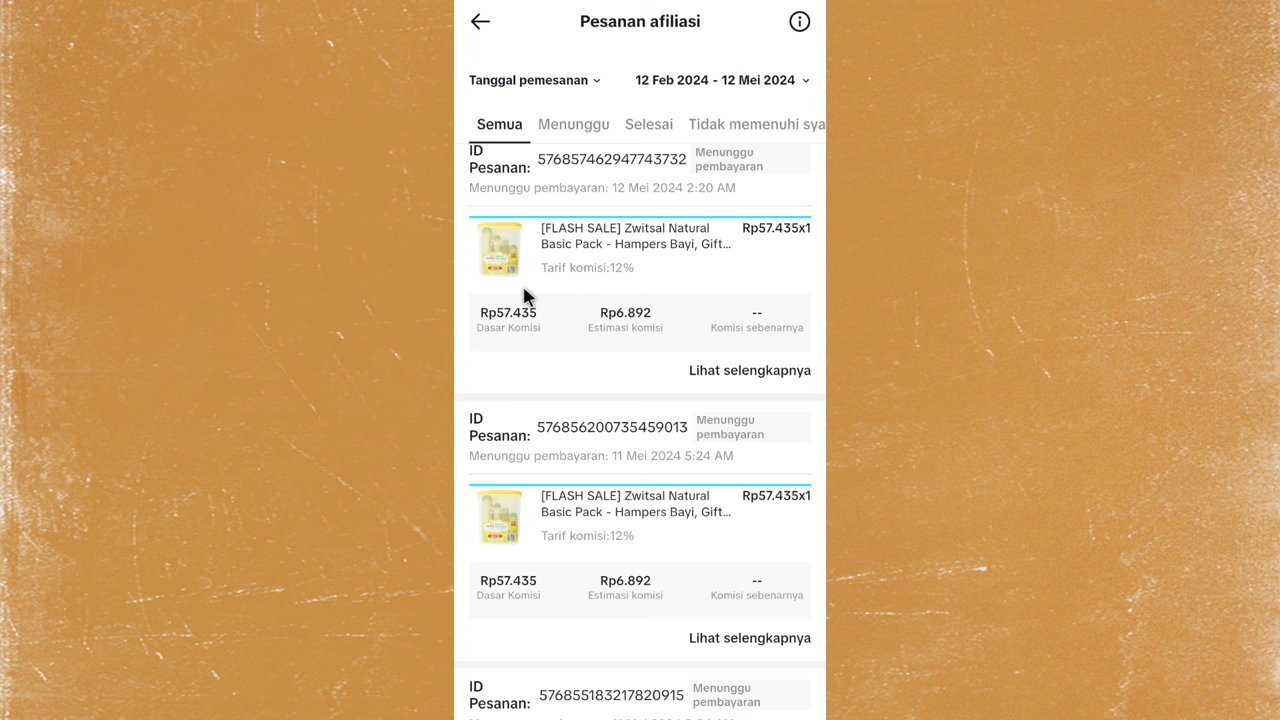 Pesanan afiliasi
Tanggal pemesanan
12 Feb 2024 - 12 Mei 2024
Semua
Menunggu
Selesai
Tidak memenuhi sya
ID
Pesanan:
576857462947743732
Menunggu
pembayaran
Menunggu pembayaran: 12 Mei 2024 2:20 AM
[FLASH SALE] Zwitsal Natural
Basic Pack - Hampers Bayi, Gift...
Rp57.435x1
Tarif komisi:12%
Rp57.435
Dasar Komisi
Rp6.892
Estimasi komisi
--
Komisi sebenarnya
Lihat selengkapnya
ID
Pesanan:
576856200735459013
Menunggu
pembayaran
Menunggu pembayaran: 11 Mei 2024 5:24 AM
[FLASH SALE] Zwitsal Natural
Basic Pack - Hampers Bayi, Gift...
Rp57.435x1
Tarif komisi:12%
Rp57.435
Dasar Komisi
Rp6.892
Estimasi komisi
--
Komisi sebenarnya
Lihat selengkapnya
ID
Pesanan:
576855183217820915
Menunggu
pembayaran